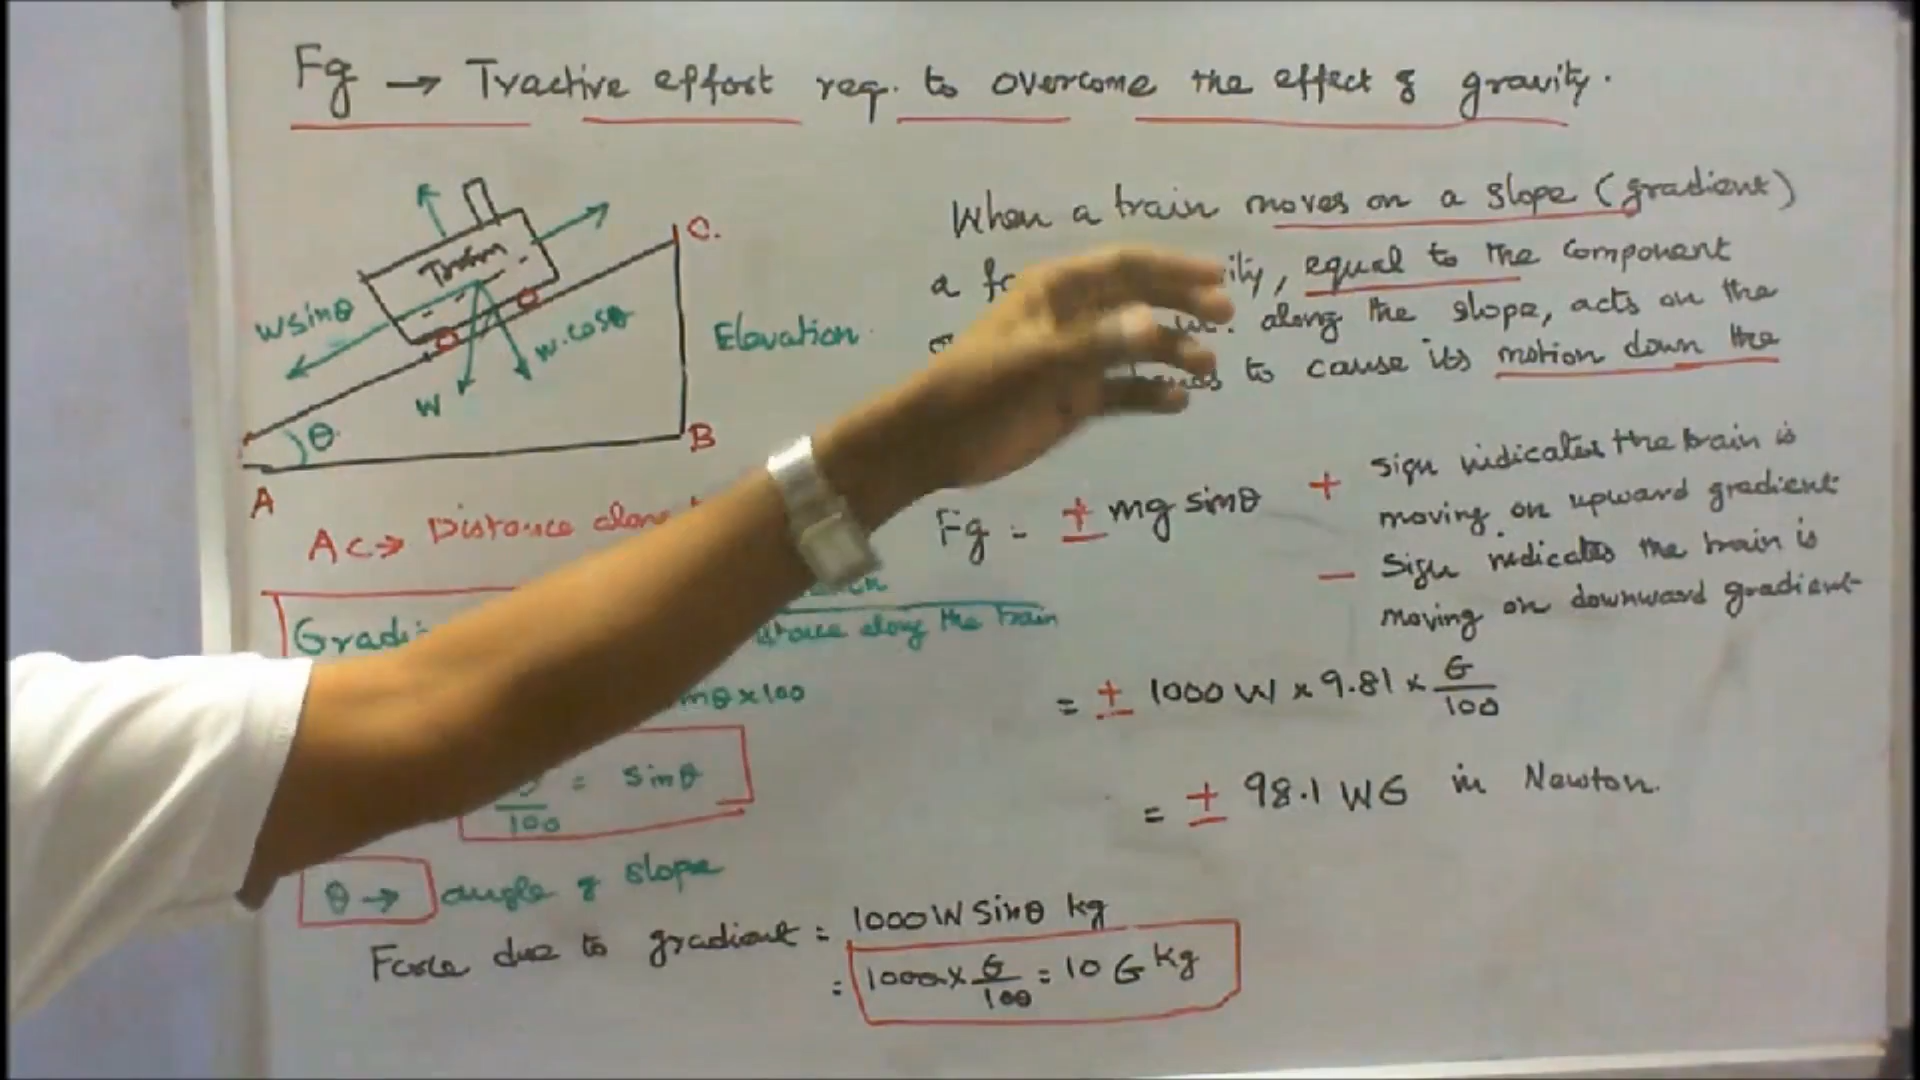 Fg → Tractive effort req. to overcome the effect of gravity.
Train
C.
wsinθ
w.cosθ
W
Elevation
θ
B
A
AC → Distance along
When a train moves on a slope (gradient)
a equal to the component
along the slope, acts on the
to cause its motion down the
Fg = ± mg sinθ
+ sign indicates the train is
moving on upward gradient
- sign indicates the train is
moving on downward gradient
= ± 1000 W x 9.81 x G/100
= ± 98.1 WG in Newton.
along the train
x100
100 = sinθ
θ → angle of slope
Force due to gradient = 1000W Sinθ kg
= 1000 x G/100 = 10 G kg